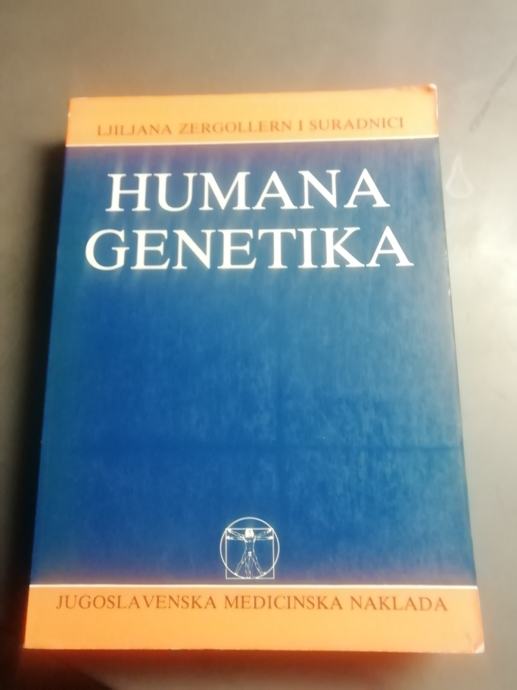 LJILJANA ZERGOLLERN I SURADNICI
HUMANA
GENETIKA
JUGOSLAVENSKA MEDICINSKA NAKLADA